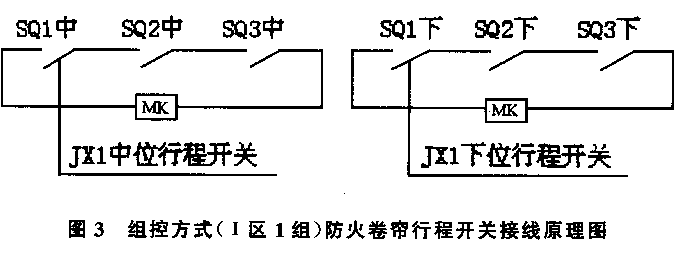 SQ1中 SQ2中 SQ3中 SQ1下 SQ2下 SQ3下
MK MK
JX1中位行程开关 JX1下位行程开关
图 3 组控方式(I 区 1 组)防火卷帘行程开关接线原理图